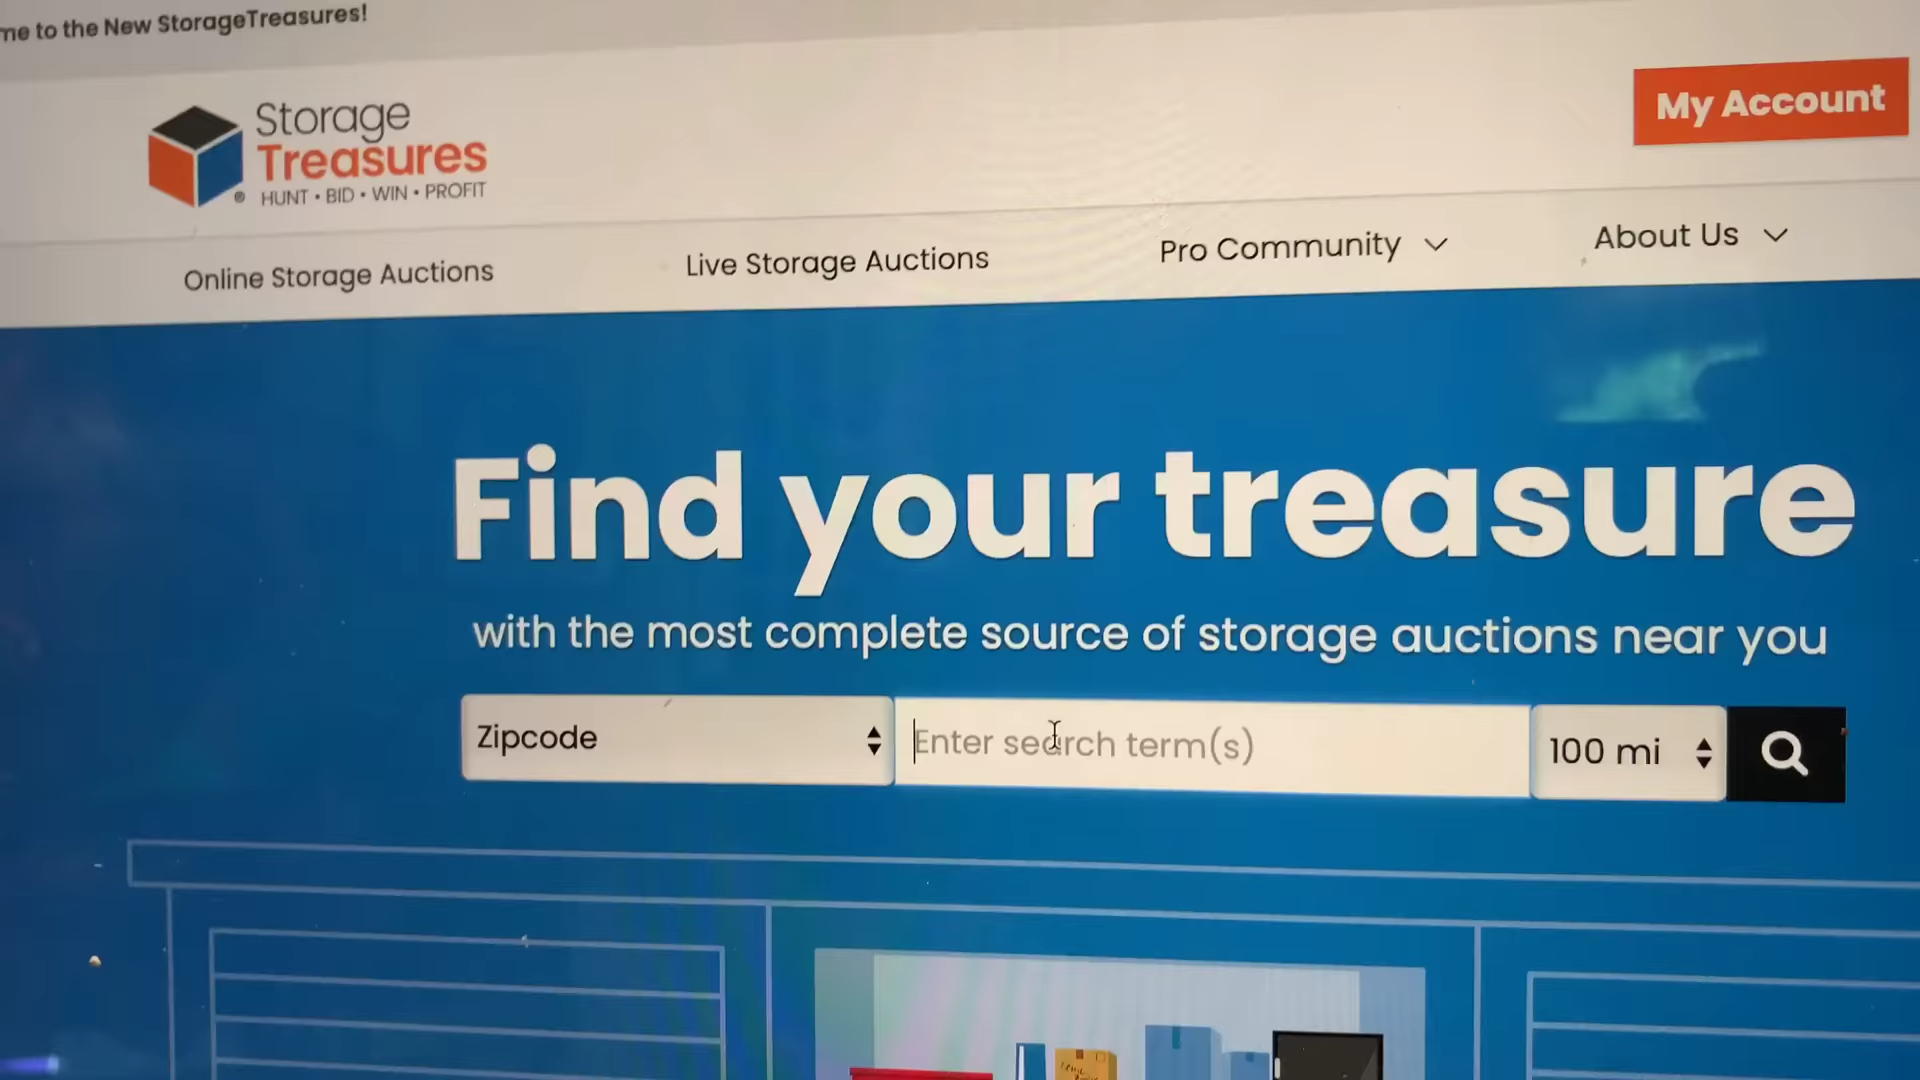 me to the New StorageTreasures!
Storage
Treasures
HUNT • BID • WIN • PROFIT
®
My Account
Online Storage Auctions
Live Storage Auctions
Pro Community
About Us
Find your treasure
with the most complete source of storage auctions near you
Zipcode
Enter search term(s)
100 mi